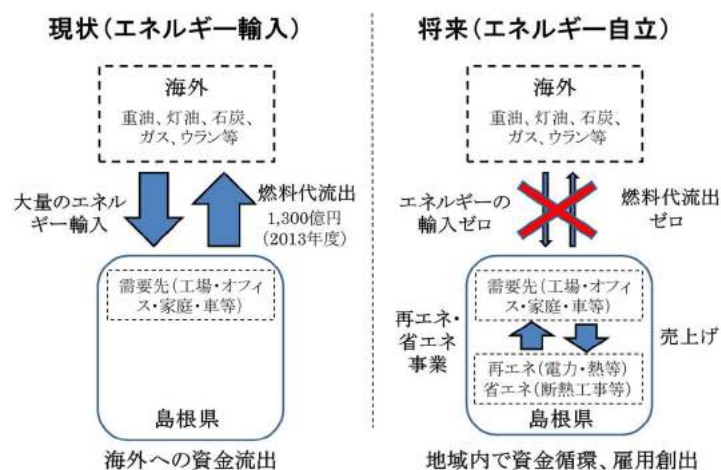 現状(エネルギー輸入)
海外
重油、灯油、石炭、
ガス、ウラン等
大量のエネル
ギー輸入
燃料代流出
1,300億円
(2013年度)
需要先(工場・オフィ
ス・家庭・車等)
島根県
海外への資金流出
将来(エネルギー自立)
海外
重油、灯油、石炭、
ガス、ウラン等
エネルギーの
輸入ゼロ
燃料代流出
ゼロ
需要先(工場・オフィ
ス・家庭・車等)
再エネ・
省エネ
事業
売上げ
再エネ(電力・熱等)
省エネ(断熱工事等)
島根県
地域内で資金循環、雇用創出